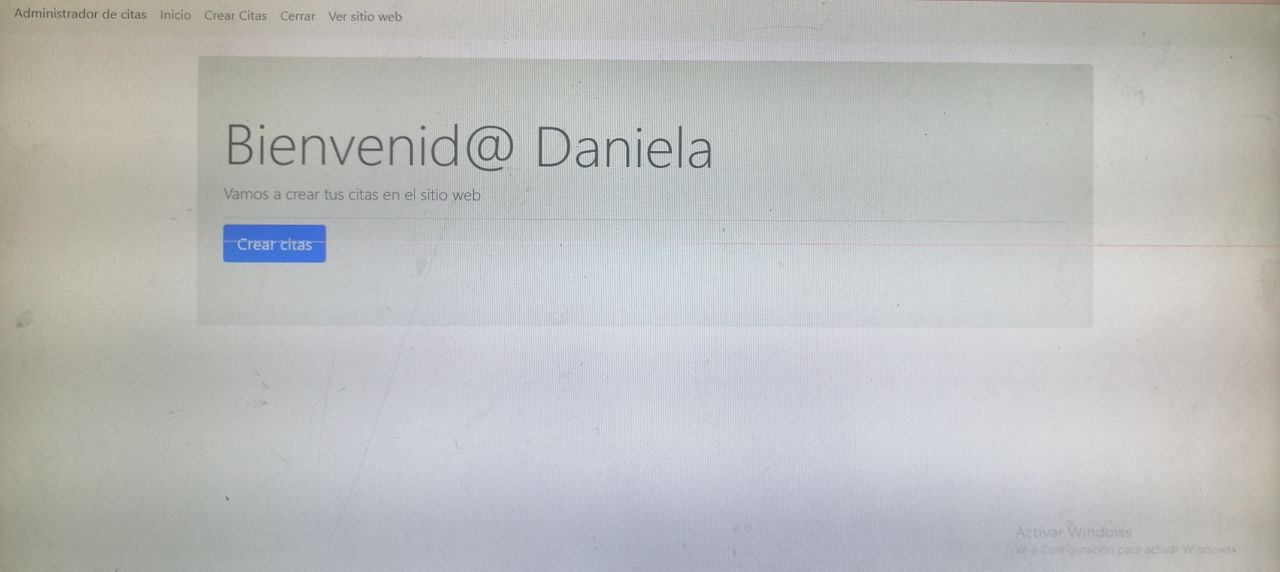 Administrador de citas Inicio Crear Citas Cerrar Ver sitio web
Bienvenid@ Daniela
Vamos a crear tus citas en el sitio web
Crear citas
Activar Windows
Ve a Configuración para activar Windows.